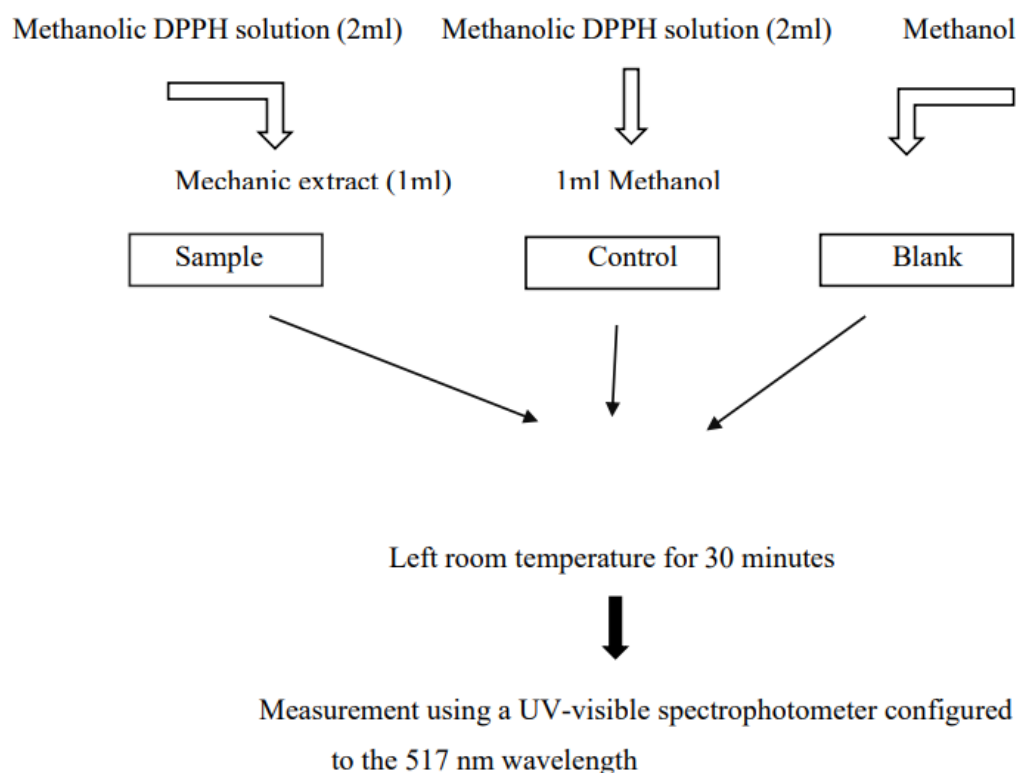 Methanolic DPPH solution (2ml) Methanolic DPPH solution (2ml) Methanol
Mechanic extract (1ml) 1ml Methanol
Sample Control Blank
Left room temperature for 30 minutes
Measurement using a UV-visible spectrophotometer configured
to the 517 nm wavelength